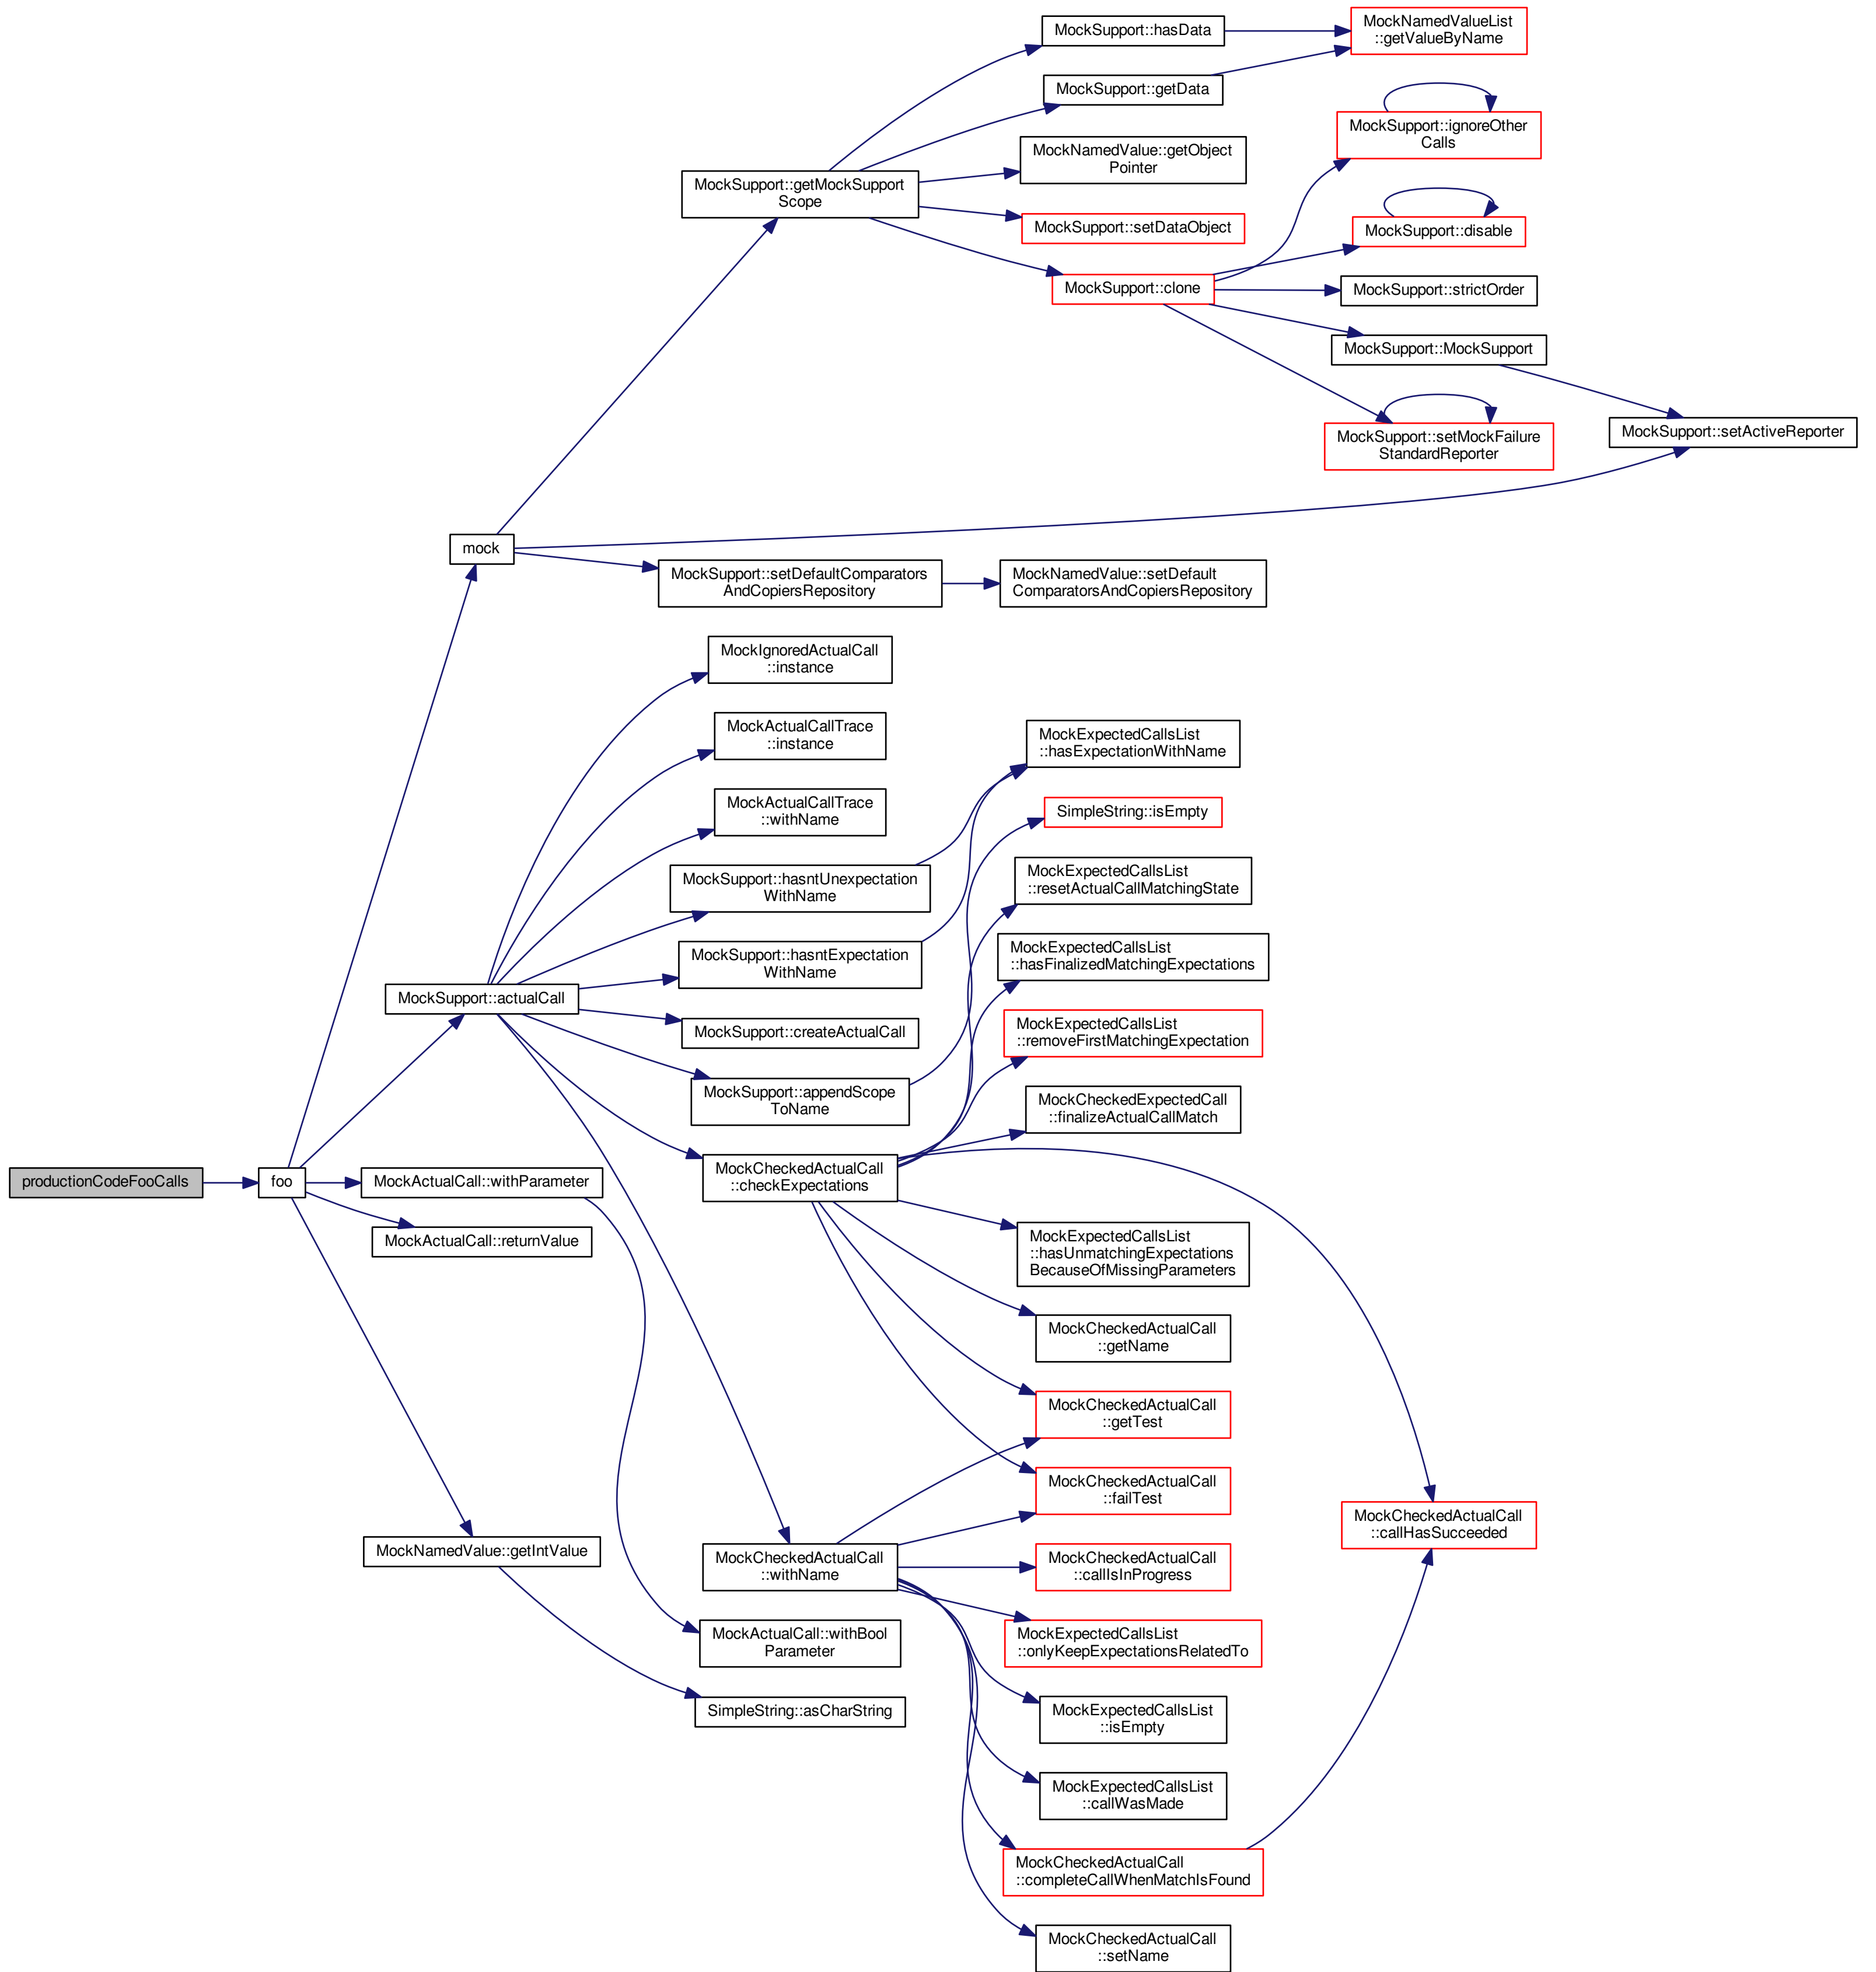 MockSupport::hasData
MockNamedValueList
::getValueByName
MockSupport::getData
MockSupport::ignoreOther
Calls
MockNamedValue::getObject
Pointer
MockSupport::getMockSupport
Scope
MockSupport::setDataObject
MockSupport::disable
MockSupport::clone
MockSupport::strictOrder
MockSupport::MockSupport
MockSupport::setActiveReporter
MockSupport::setMockFailure
StandardReporter
mock
MockSupport::setDefaultComparators
AndCopiersRepository
MockNamedValue::setDefault
ComparatorsAndCopiersRepository
MockIgnoredActualCall
::instance
MockActualCallTrace
::instance
MockExpectedCallsList
::hasExpectationWithName
MockActualCallTrace
::withName
SimpleString::isEmpty
MockSupport::hasntUnexpectation
WithName
MockExpectedCallsList
::resetActualCallMatchingState
MockSupport::hasntExpectation
WithName
MockExpectedCallsList
::hasFinalizedMatchingExpectations
MockSupport::actualCall
MockSupport::createActualCall
MockExpectedCallsList
::removeFirstMatchingExpectation
MockSupport::appendScope
ToName
MockCheckedExpectedCall
::finalizeActualCallMatch
productionCodeFooCalls
foo
MockActualCall::withParameter
MockCheckedActualCall
::checkExpectations
MockActualCall::returnValue
MockExpectedCallsList
::hasUnmatchingExpectations
BecauseOfMissingParameters
MockCheckedActualCall
::getName
MockCheckedActualCall
::getTest
MockCheckedActualCall
::failTest
MockCheckedActualCall
::callHasSucceeded
MockNamedValue::getIntValue
MockCheckedActualCall
::withName
MockCheckedActualCall
::callIsInProgress
MockActualCall::withBool
Parameter
MockExpectedCallsList
::onlyKeepExpectationsRelatedTo
SimpleString::asCharString
MockExpectedCallsList
::isEmpty
MockExpectedCallsList
::callWasMade
MockCheckedActualCall
::completeCallWhenMatchIsFound
MockCheckedActualCall
::setName